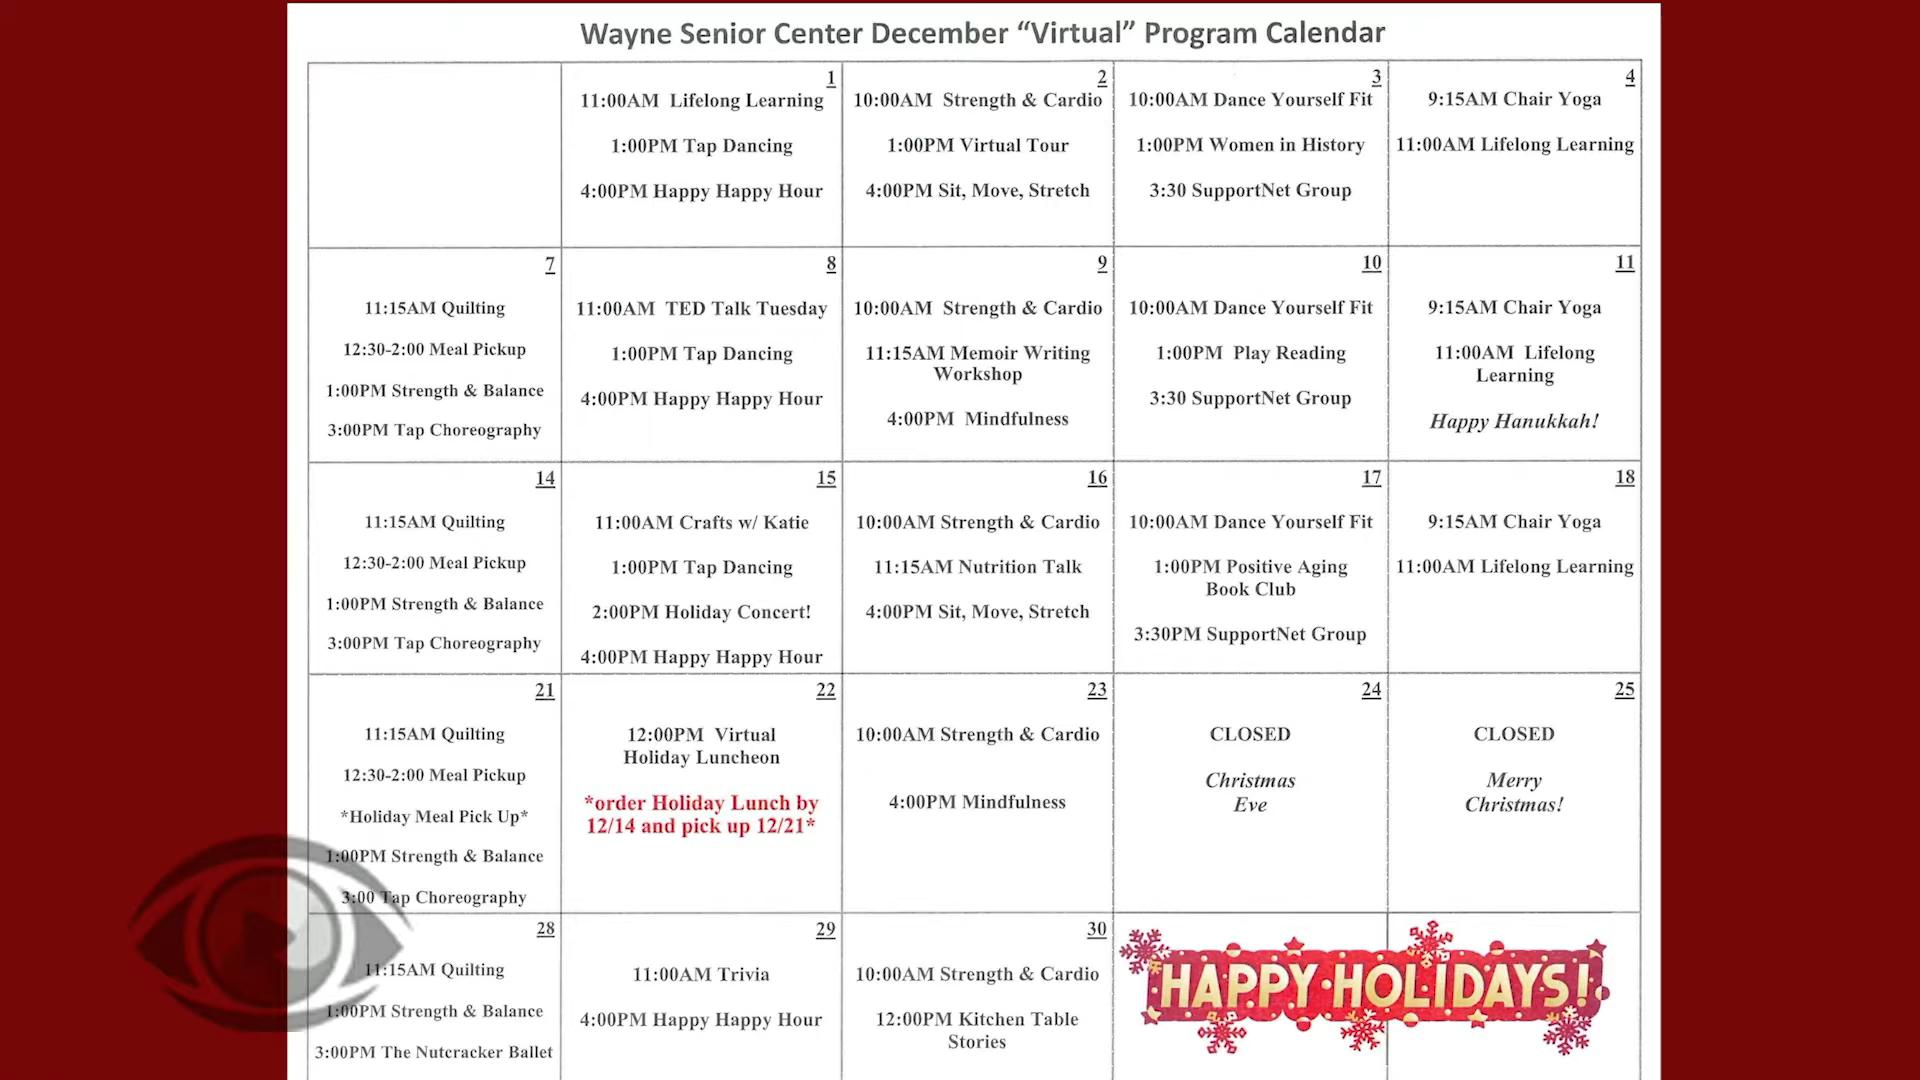 Wayne Senior Center December “Virtual” Program Calendar
1
11:00AM Lifelong Learning
1:00PM Tap Dancing
4:00PM Happy Happy Hour
2
10:00AM Strength & Cardio
1:00PM Virtual Tour
4:00PM Sit, Move, Stretch
3
10:00AM Dance Yourself Fit
1:00PM Women in History
3:30 SupportNet Group
4
9:15AM Chair Yoga
11:00AM Lifelong Learning
7
11:15AM Quilting
12:30-2:00 Meal Pickup
1:00PM Strength & Balance
3:00PM Tap Choreography
8
11:00AM TED Talk Tuesday
1:00PM Tap Dancing
4:00PM Happy Happy Hour
9
10:00AM Strength & Cardio
11:15AM Memoir Writing
Workshop
4:00PM Mindfulness
10
10:00AM Dance Yourself Fit
1:00PM Play Reading
3:30 SupportNet Group
11
9:15AM Chair Yoga
11:00AM Lifelong
Learning
Happy Hanukkah!
14
11:15AM Quilting
12:30-2:00 Meal Pickup
1:00PM Strength & Balance
3:00PM Tap Choreography
15
11:00AM Crafts w/ Katie
1:00PM Tap Dancing
2:00PM Holiday Concert!
4:00PM Happy Happy Hour
16
10:00AM Strength & Cardio
11:15AM Nutrition Talk
4:00PM Sit, Move, Stretch
17
10:00AM Dance Yourself Fit
1:00PM Positive Aging
Book Club
3:30PM SupportNet Group
18
9:15AM Chair Yoga
11:00AM Lifelong Learning
21
11:15AM Quilting
12:30-2:00 Meal Pickup
*Holiday Meal Pick Up*
1:00PM Strength & Balance
3:00 Tap Choreography
22
12:00PM Virtual
Holiday Luncheon
*order Holiday Lunch by
12/14 and pick up 12/21*
23
10:00AM Strength & Cardio
4:00PM Mindfulness
24
CLOSED
Christmas
Eve
25
CLOSED
Merry
Christmas!
28
11:15AM Quilting
1:00PM Strength & Balance
3:00PM The Nutcracker Ballet
29
11:00AM Trivia
4:00PM Happy Happy Hour
30
10:00AM Strength & Cardio
12:00PM Kitchen Table
Stories
HAPPY HOLIDAYS!